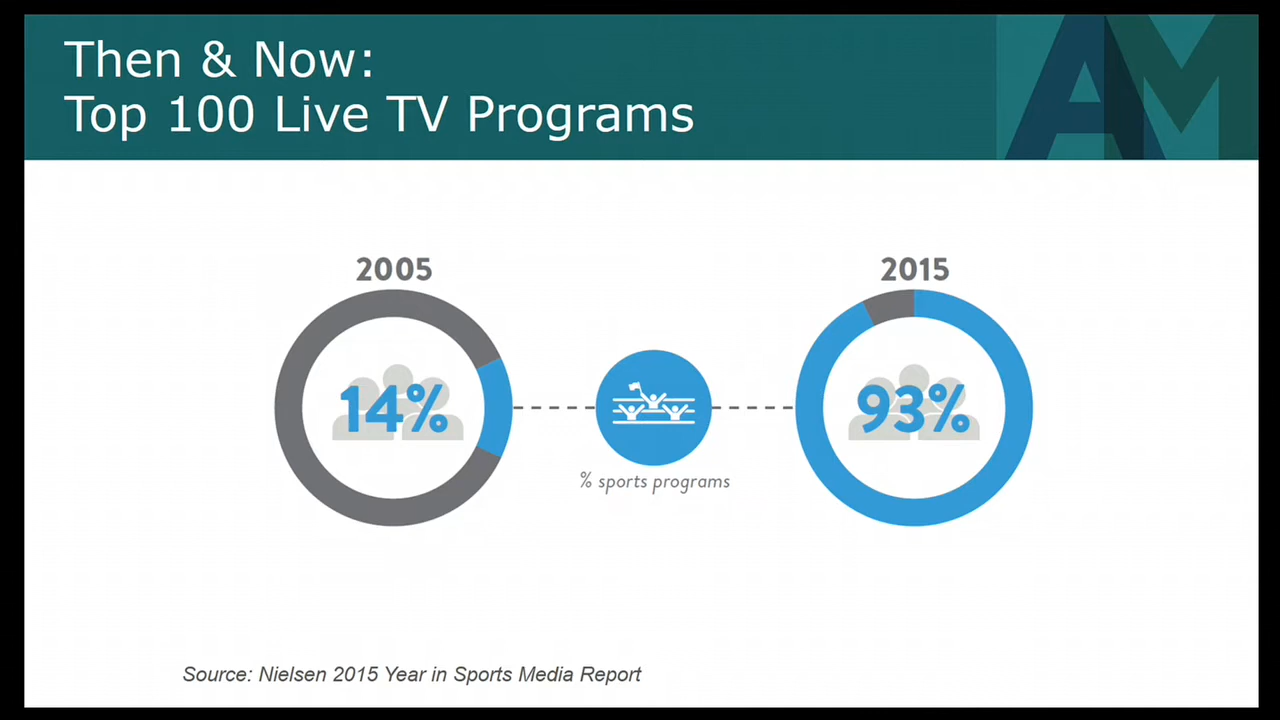 Then & Now:
Top 100 Live TV Programs
AM
2005
2015
14%
93%
% sports programs
Source: Nielsen 2015 Year in Sports Media Report